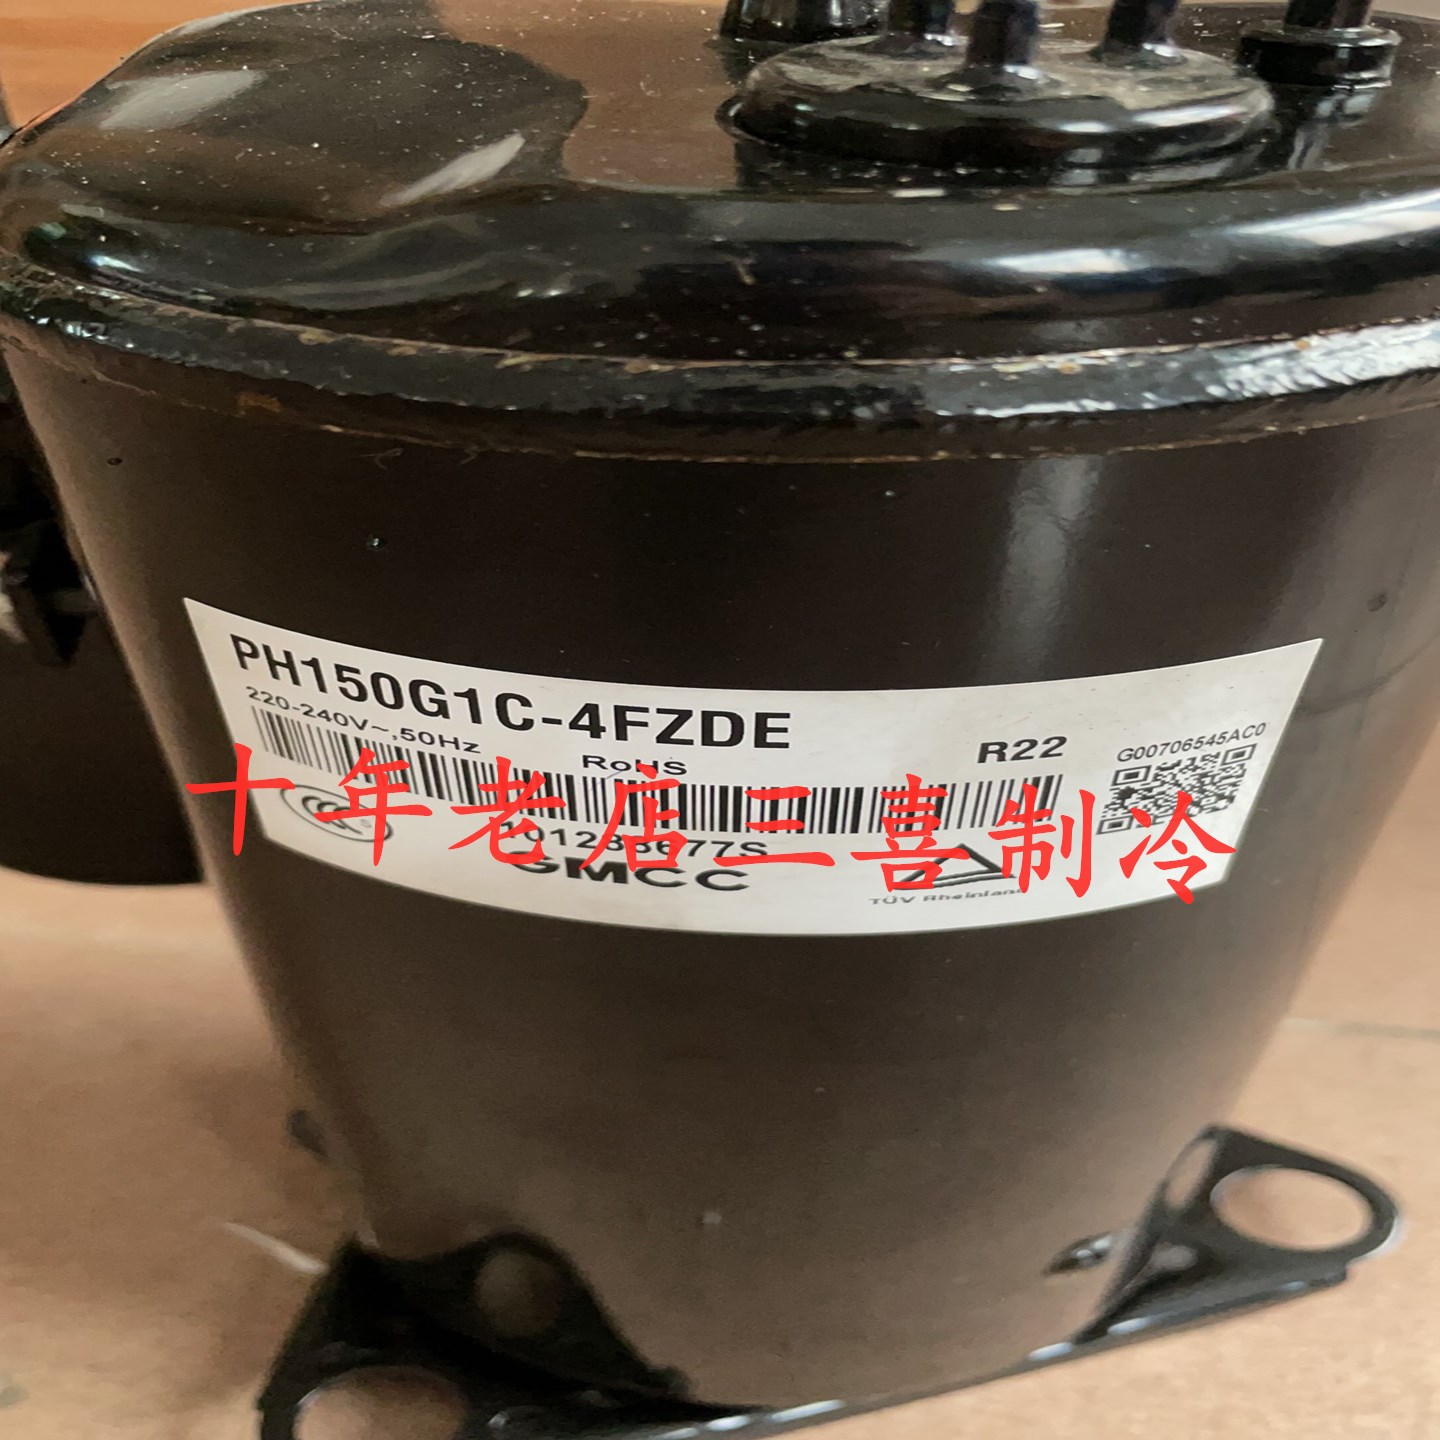 PH150G1C-4FZDE
220-240V~,50Hz
RoHS
R22
G00706545AC0
十年老店三喜制冷
GMCC
TÜV Rheinland